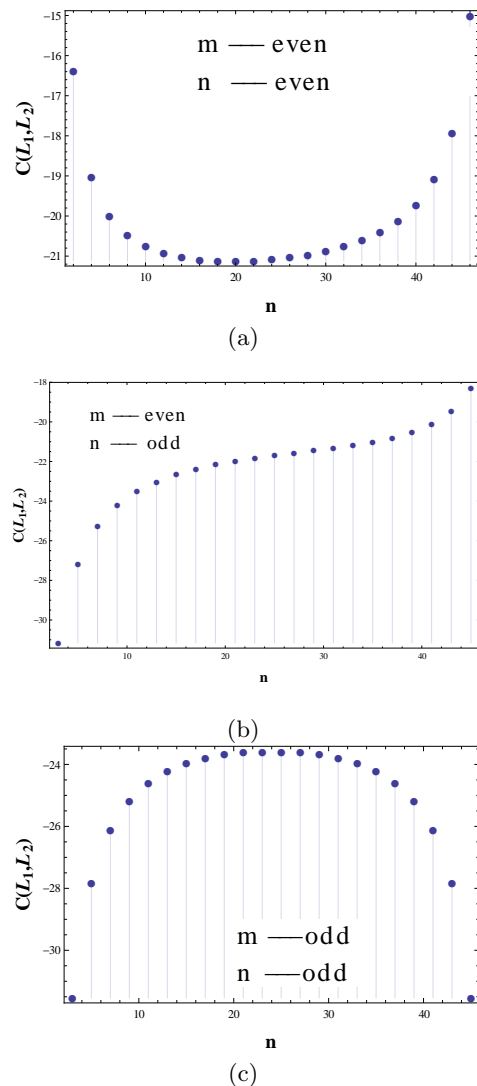 -15
-16
-17
-18
-19
-20
-21
C(L₁,L₂)
m — even
n — even
10 20 30 40
n
(a)
-18
-20
-22
-24
-26
-28
-30
C(L₁,L₂)
m — even
n — odd
10 20 30 40
n
(b)
-24
-26
-28
-30
C(L₁,L₂)
m — odd
n — odd
10 20 30 40
n
(c)